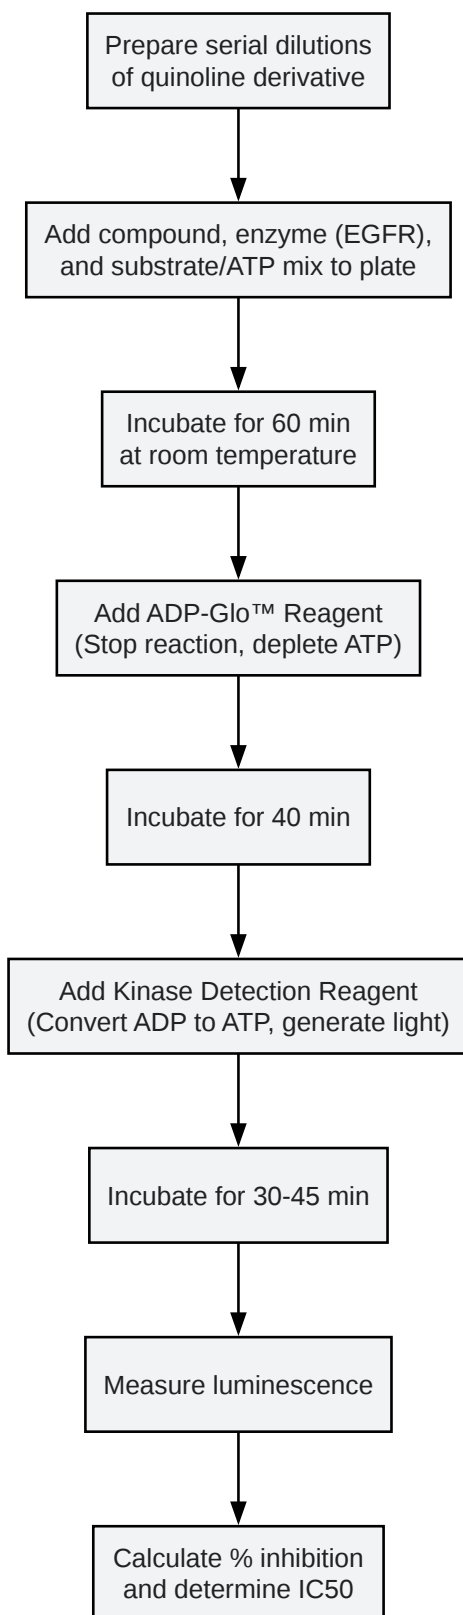 Prepare serial dilutions
of quinoline derivative
Add compound, enzyme (EGFR),
and substrate/ATP mix to plate
Incubate for 60 min
at room temperature
Add ADP-Glo™ Reagent
(Stop reaction, deplete ATP)
Incubate for 40 min
Add Kinase Detection Reagent
(Convert ADP to ATP, generate light)
Incubate for 30-45 min
Measure luminescence
Calculate % inhibition
and determine IC50